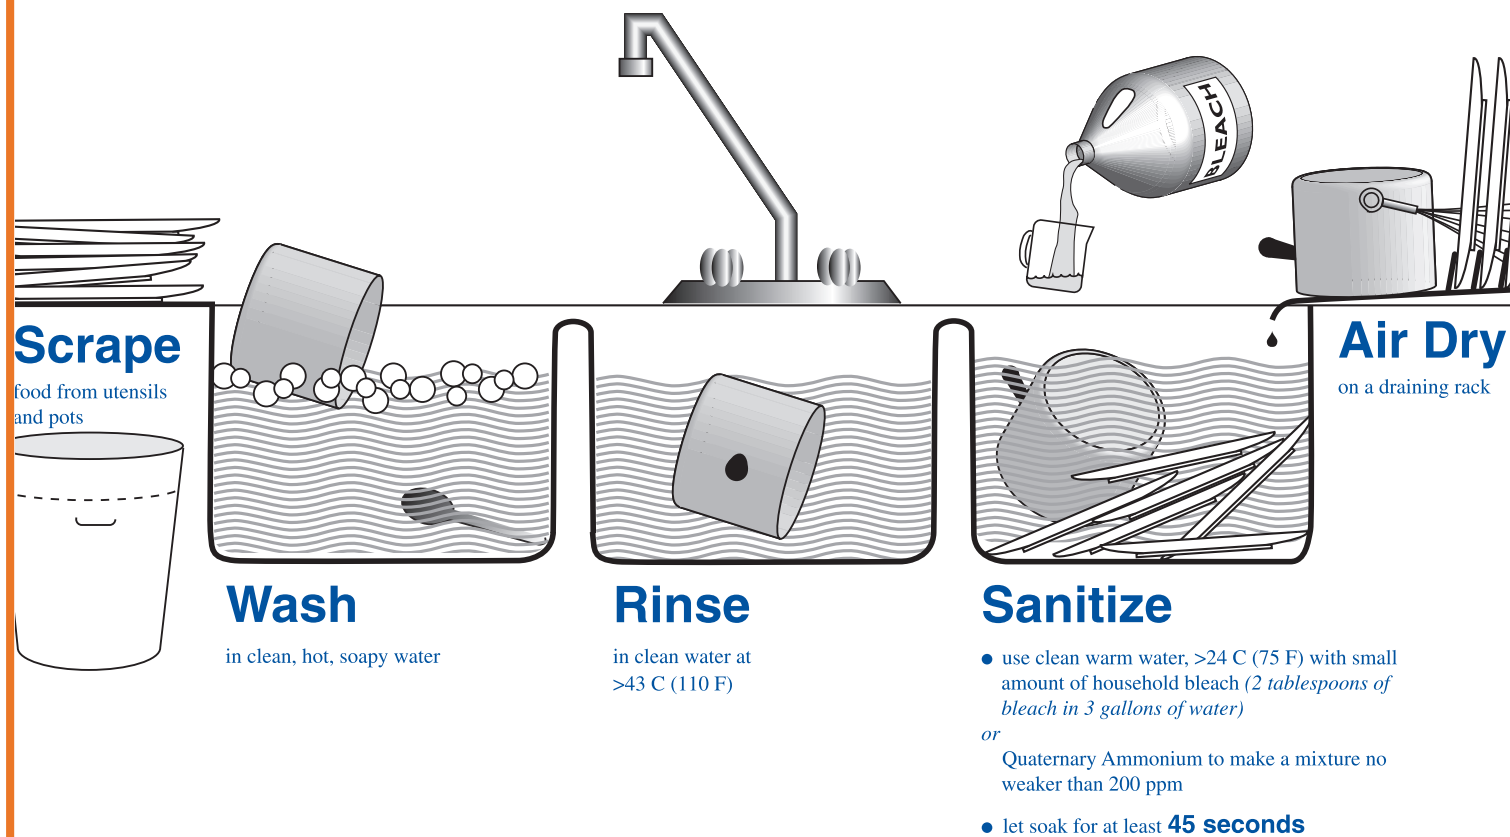 BLEACH
Scrape
food from utensils
and pots
Air Dry
on a draining rack
Wash
in clean, hot, soapy water
Rinse
in clean water at
>43 C (110 F)
Sanitize
● use clean warm water, >24 C (75 F) with small
amount of household bleach (2 tablespoons of
bleach in 3 gallons of water)
or
Quaternary Ammonium to make a mixture no
weaker than 200 ppm
● let soak for at least 45 seconds